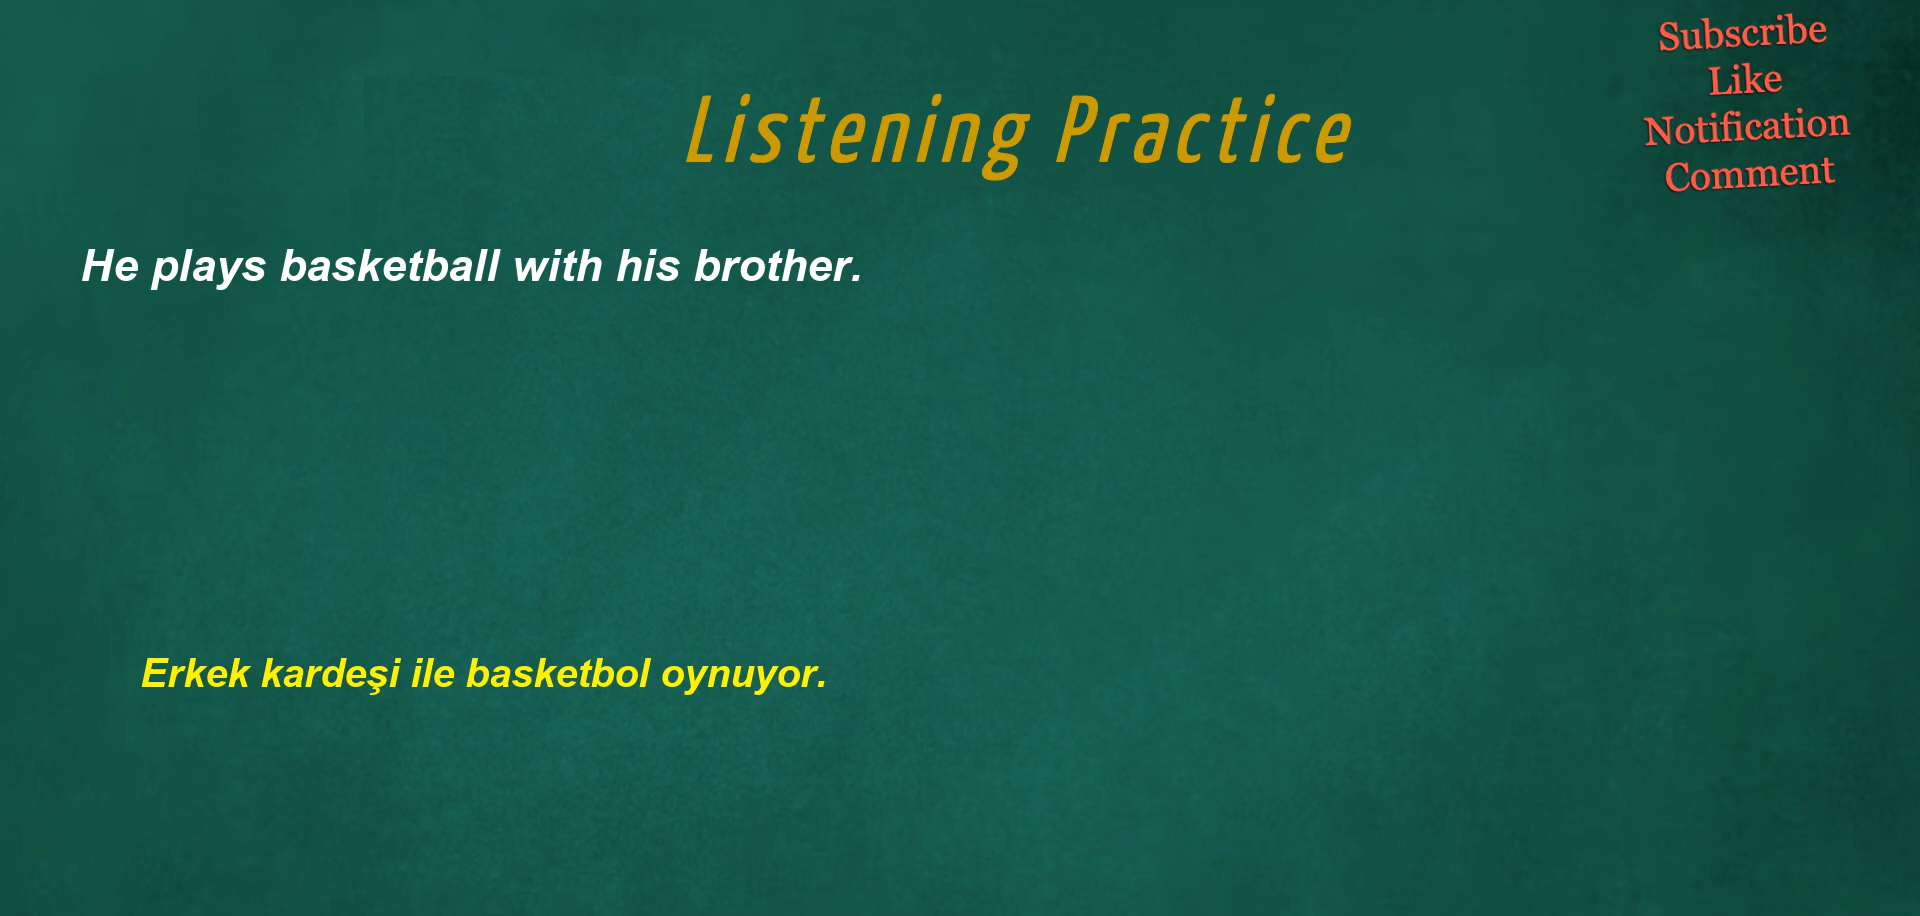 Listening Practice
Subscribe
Like
Notification
Comment
He plays basketball with his brother.
Erkek kardeşi ile basketbol oynuyor.